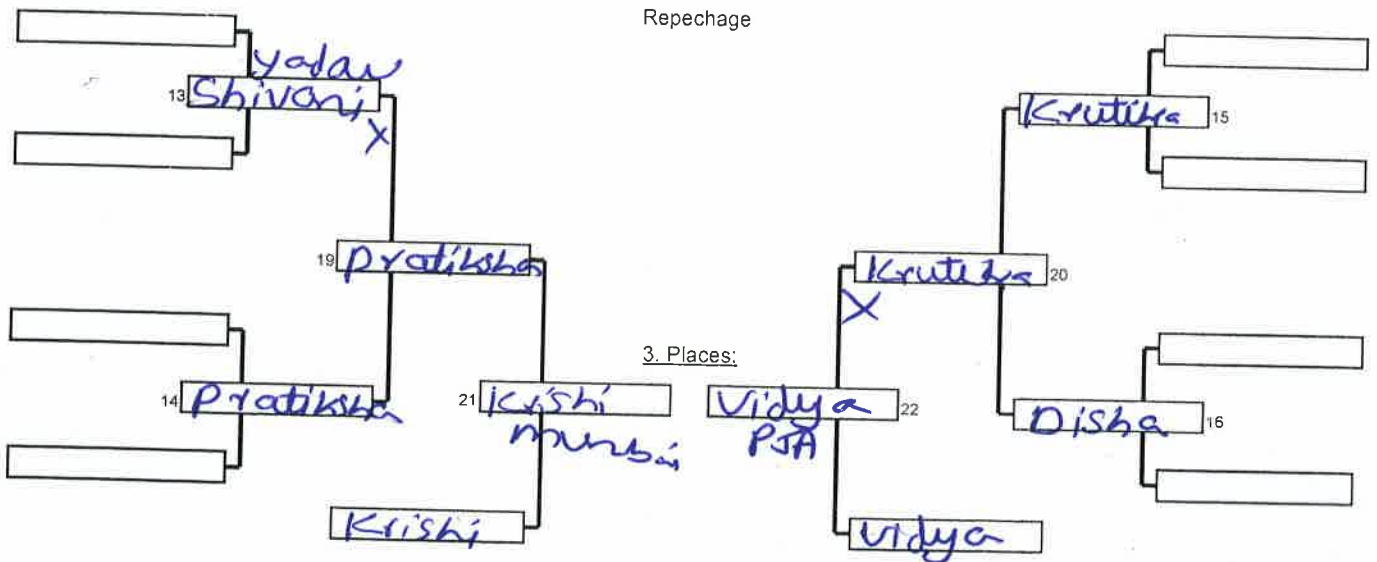 Repechage
yadav
13 Shivani
X
Krutika 15
19 Pratiksha
Krutika 20
X
3. Places:
14 Pratiksha
21 Krishi
mumbai
Vidya 22
PJA
Disha 16
Krishi
Vidya